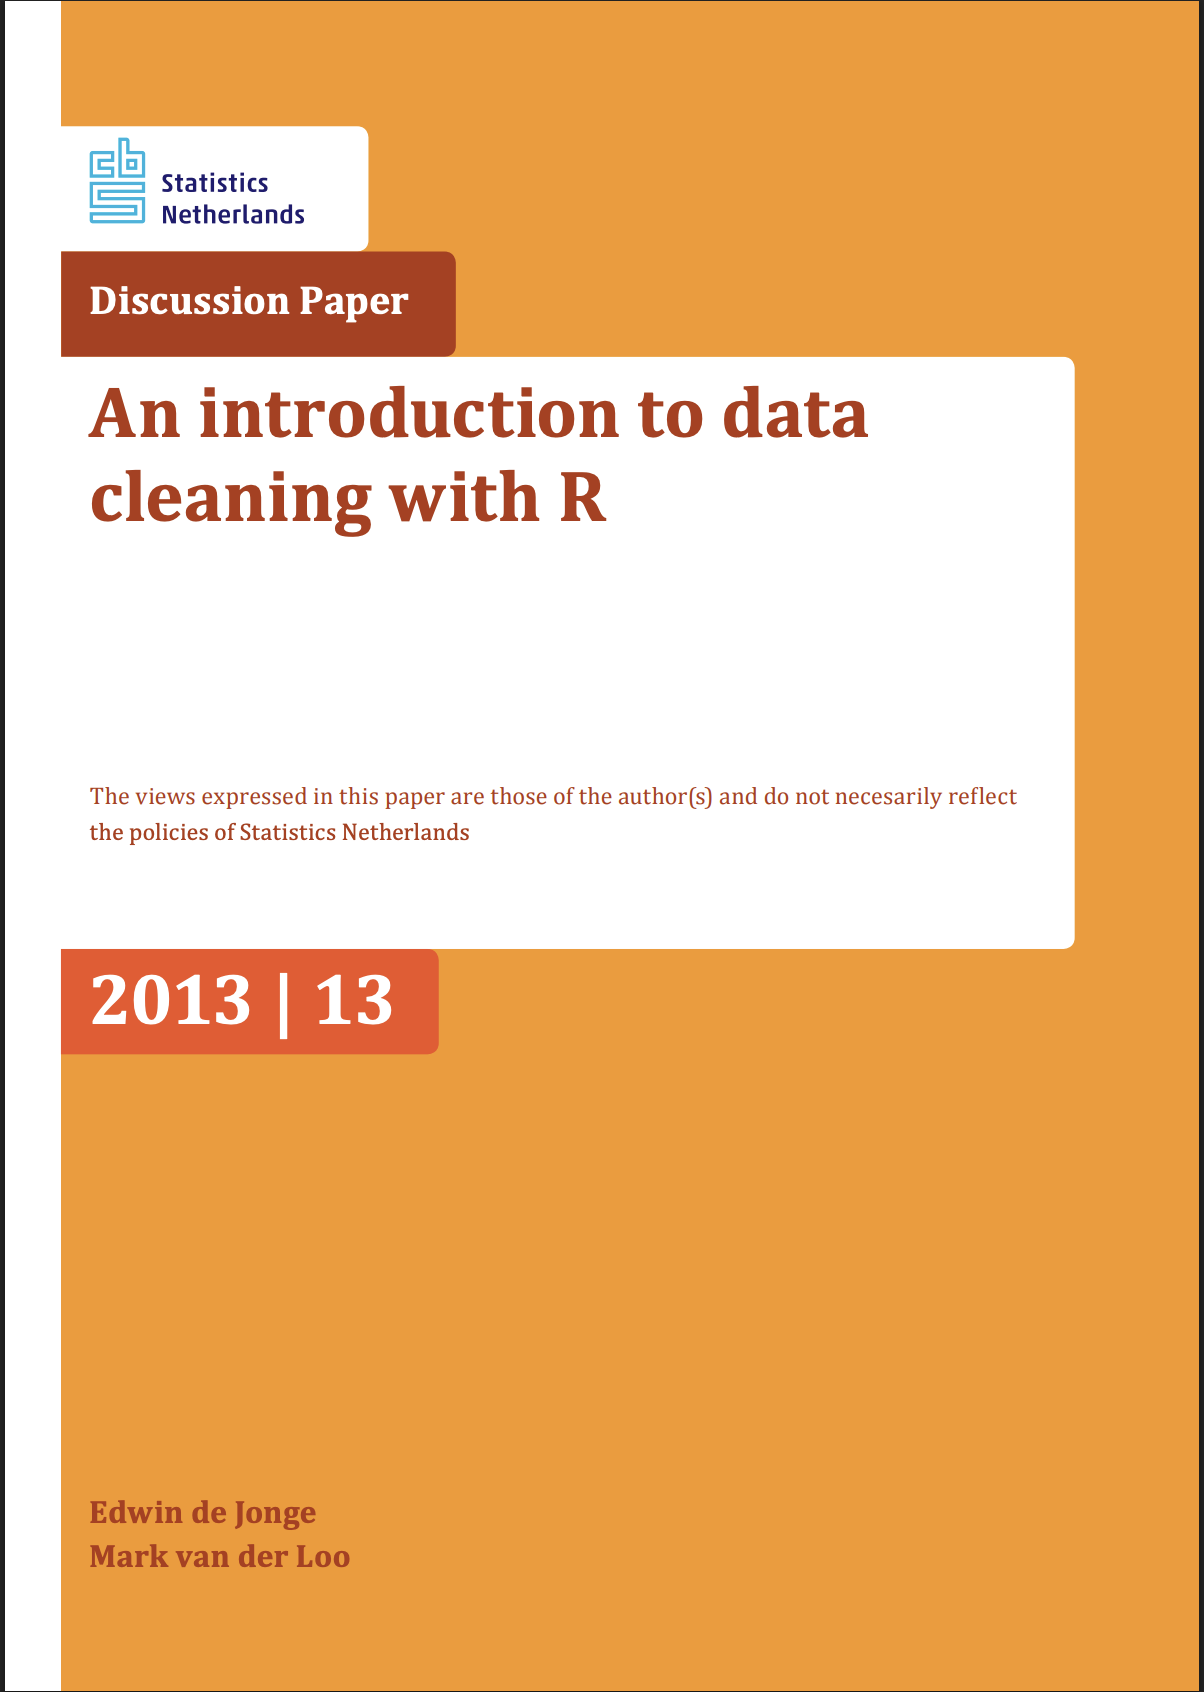 cbs
Statistics
Netherlands
Discussion Paper
An introduction to data
cleaning with R
The views expressed in this paper are those of the author(s) and do not necesarily reflect
the policies of Statistics Netherlands
2013 | 13
Edwin de Jonge
Mark van der Loo